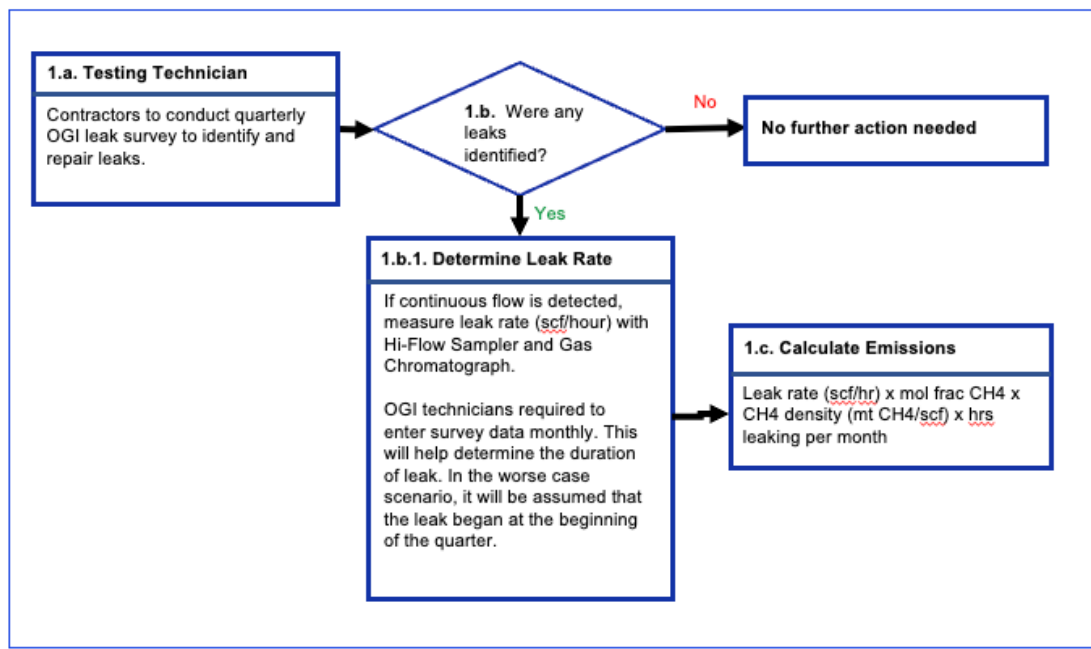 1.a. Testing Technician
Contractors to conduct quarterly
OGI leak survey to identify and
repair leaks.
1.b.  Were any
leaks
identified?
No
No further action needed
Yes
1.b.1. Determine Leak Rate
If continuous flow is detected,
measure leak rate (scf/hour) with
Hi-Flow Sampler and Gas
Chromatograph.
OGI technicians required to
enter survey data monthly. This
will help determine the duration
of leak. In the worse case
scenario, it will be assumed that
the leak began at the beginning
of the quarter.
1.c. Calculate Emissions
Leak rate (scf/hr) x mol frac CH4 x
CH4 density (mt CH4/scf) x hrs
leaking per month